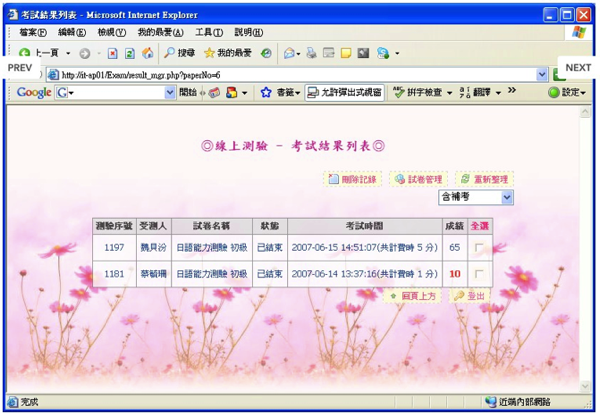 考試結果列表 - Microsoft Internet Explorer
檔案(F) 編輯(E) 檢視(V) 我的最愛(A) 工具(T) 說明(H)
上一頁 搜尋 我的最愛
PREV http://it-ap01/Exam/result_mgr.php?paperNo=6 NEXT
Google G 開始 書籤 允許彈出式視窗 拼字檢查 翻譯 » 設定
◎線上測驗 - 考試結果列表◎
刪除記錄 試卷管理 重新整理
含補考
測驗序號 受測人 試卷名稱 狀態 考試時間 成績 全選
1197 魏貝汾 日語能力測驗 初級 已結束 2007-06-15 14:51:07(共計費時 5 分) 65
1181 蔡毓珊 日語能力測驗 初級 已結束 2007-06-14 13:37:16(共計費時 1 分) 10
回頁上方 登出
完成 近端內部網路